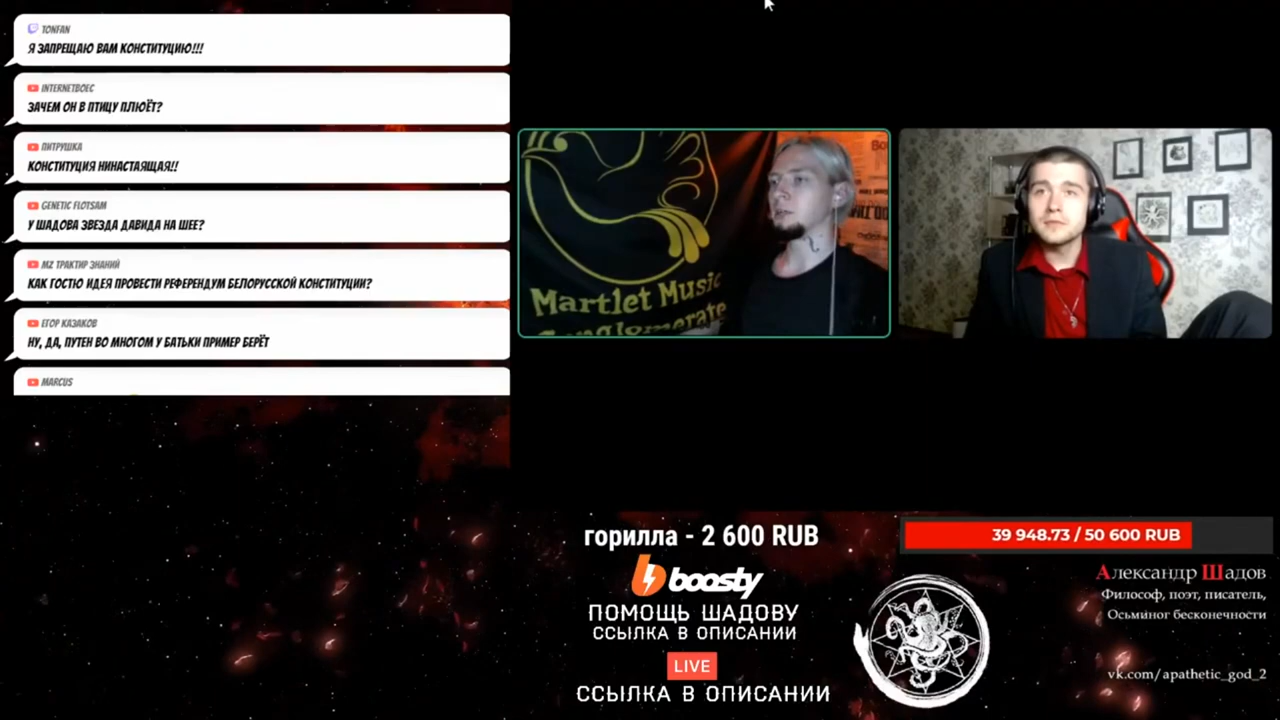 TONFAN
Я ЗАПРЕЩАЮ ВАМ КОНСТИТУЦИЮ!!!
INTERNETBOEC
ЗАЧЕМ ОН В ПТИЦУ ПЛЮЁТ?
ПИТРУШКА
КОНСТИТУЦИЯ НИНАСТАЯЩАЯ!!
GENETIC FLOTSAM
У ШАДОВА ЗВЕЗДА ДАВИДА НА ШЕЕ?
MZ ТРАКТИР ЗНАНИЙ
КАК ГОСТЮ ИДЕЯ ПРОВЕСТИ РЕФЕРЕНДУМ БЕЛОРУССКОЙ КОНСТИТУЦИИ?
ЕГОР КАЗАКОВ
НУ, ДА, ПУТЕН ВО МНОГОМ У БАТЬКИ ПРИМЕР БЕРЁТ
MARCUS
Martlet Music
Conglomerate
горилла - 2 600 RUB
boosty
ПОМОЩЬ ШАДОВУ
ССЫЛКА В ОПИСАНИИ
LIVE
ССЫЛКА В ОПИСАНИИ
39 948.73 / 50 600 RUB
Александр Шадов
Философ, поэт, писатель,
Осьминог бесконечности
vk.com/apathetic_god_2